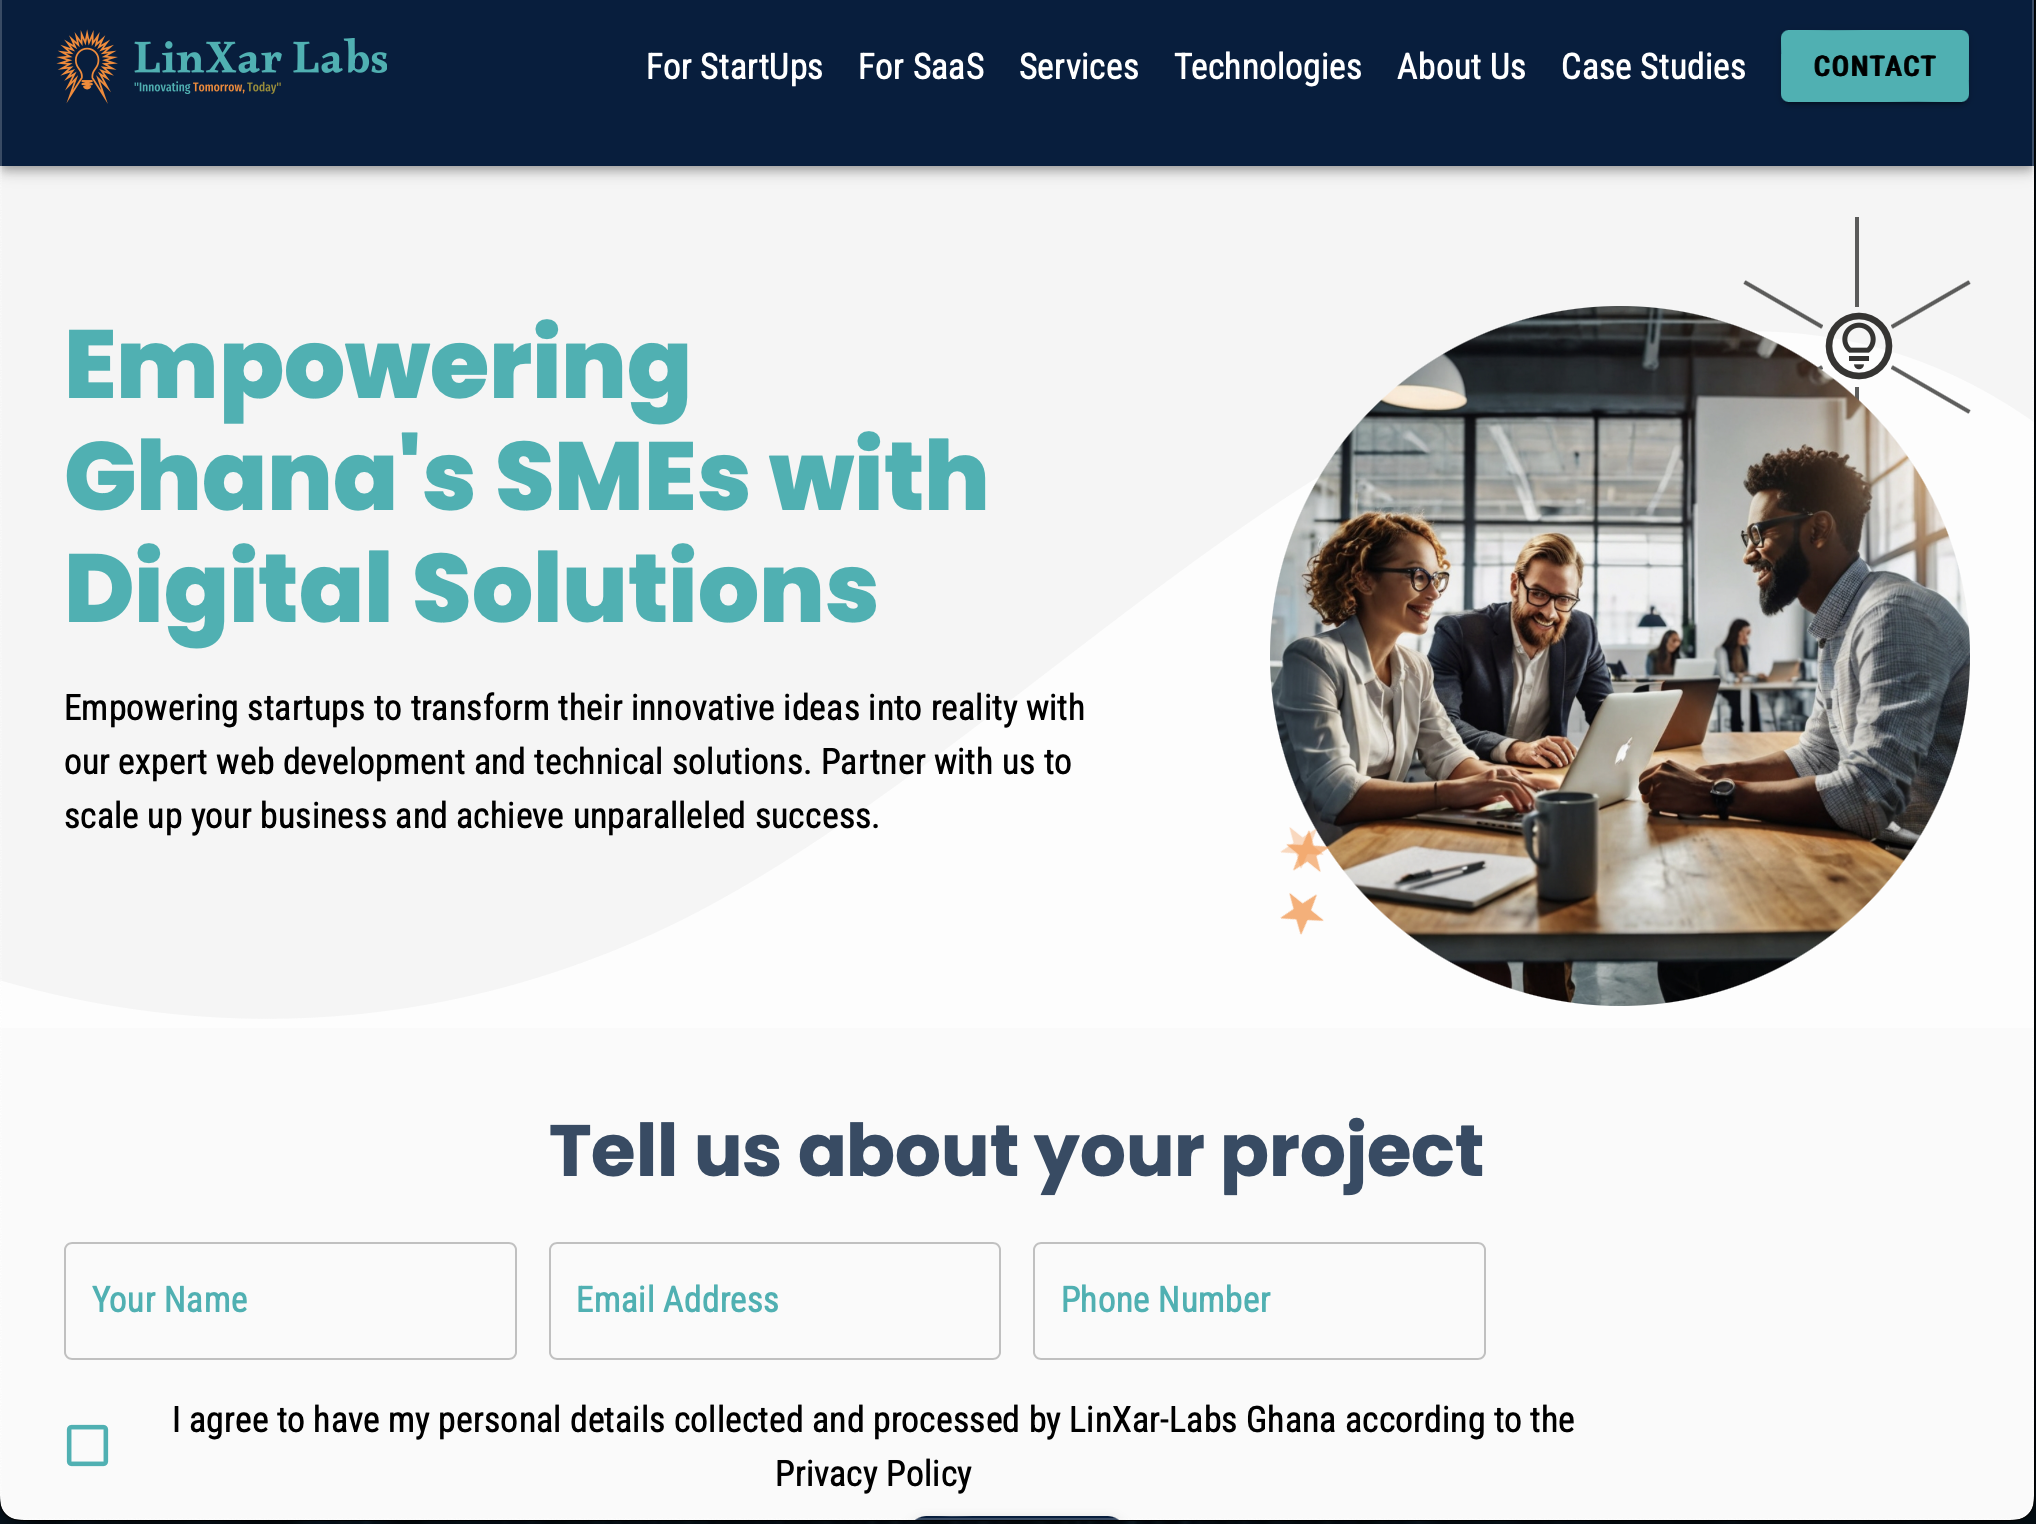 LinXar Labs
"Innovating Tomorrow, Today"
For StartUps
For SaaS
Services
Technologies
About Us
Case Studies
CONTACT
Empowering
Ghana's SMEs with
Digital Solutions
Empowering startups to transform their innovative ideas into reality with
our expert web development and technical solutions. Partner with us to
scale up your business and achieve unparalleled success.
Tell us about your project
Your Name
Email Address
Phone Number
I agree to have my personal details collected and processed by LinXar-Labs Ghana according to the
Privacy Policy